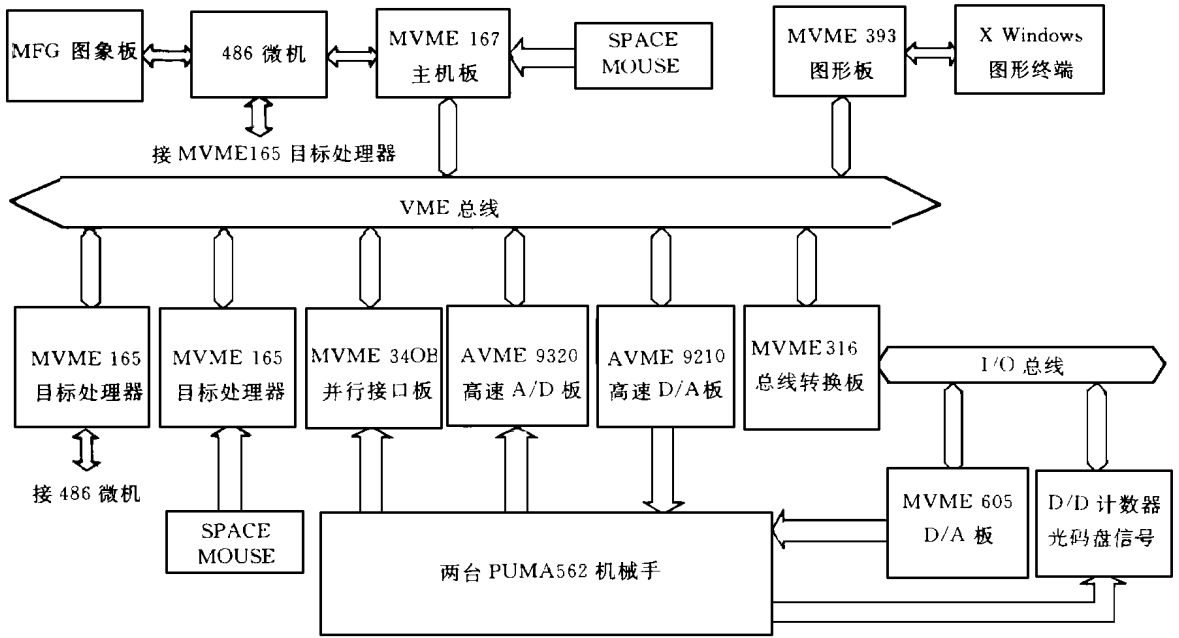 MFG 图象板
486 微机
MVME 167
主机板
SPACE
MOUSE
MVME 393
图形板
X Windows
图形终端
接 MVME165 目标处理器
VME 总线
MVME 165
目标处理器
MVME 165
目标处理器
MVME 34OB
并行接口板
AVME 9320
高速 A/D 板
AVME 9210
高速 D/A 板
MVME316
总线转换板
I/O 总线
接 486 微机
SPACE
MOUSE
两台 PUMA562 机械手
MVME 605
D/A 板
D/D 计数器
光码盘信号